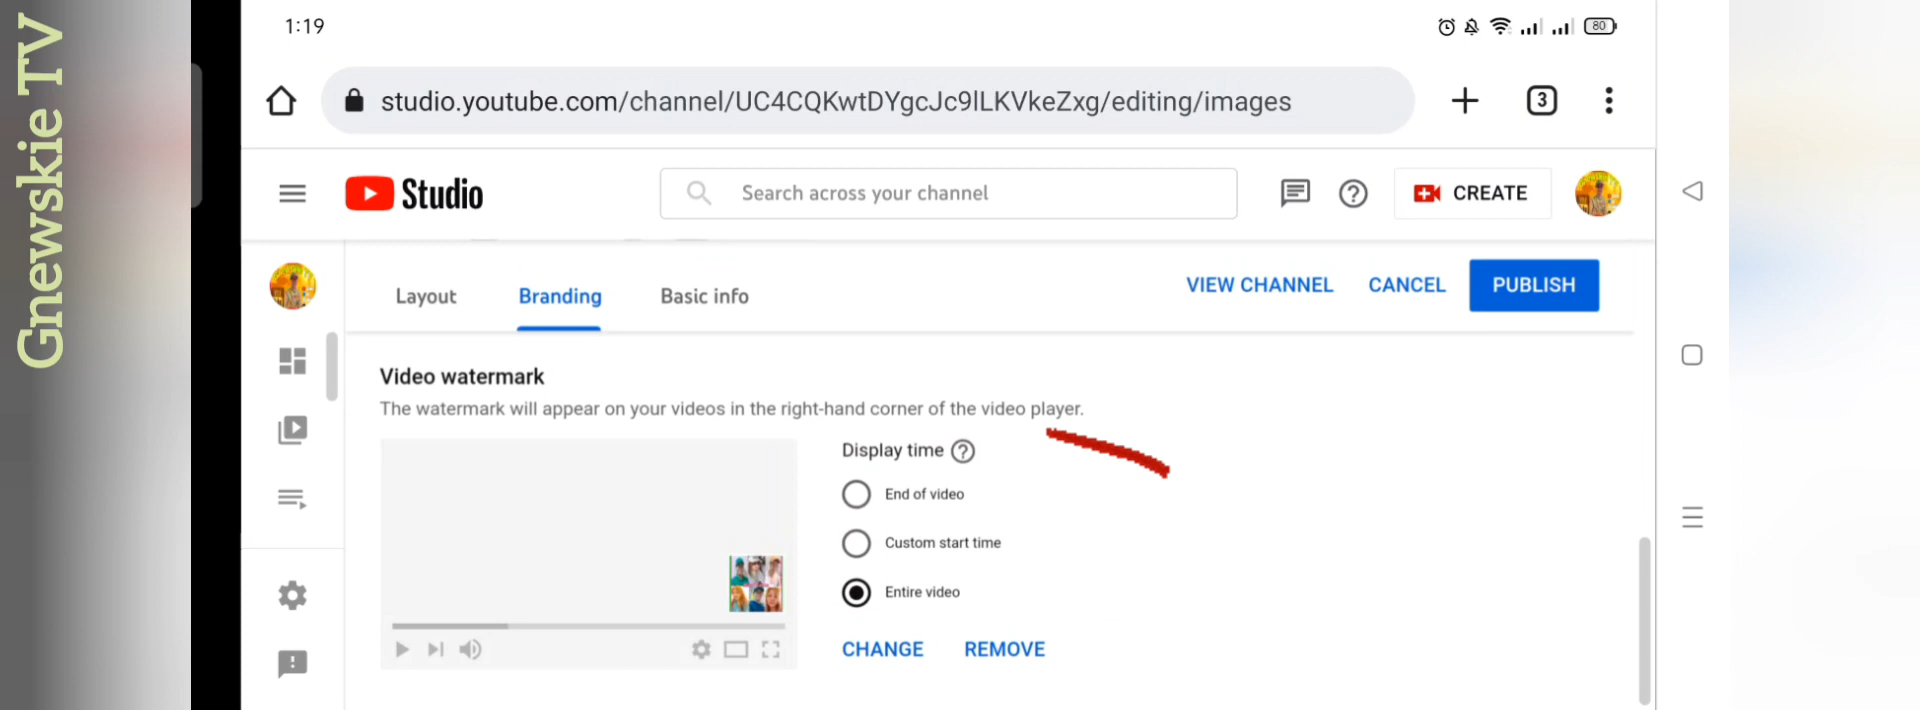 Gnewskie TV
1:19
80
studio.youtube.com/channel/UC4CQKwtDYgcJc9lLKVkeZxg/editing/images
3
Studio
Search across your channel
CREATE
Layout
Branding
Basic info
VIEW CHANNEL
CANCEL
PUBLISH
Video watermark
The watermark will appear on your videos in the right-hand corner of the video player.
Display time
End of video
Custom start time
Entire video
CHANGE
REMOVE